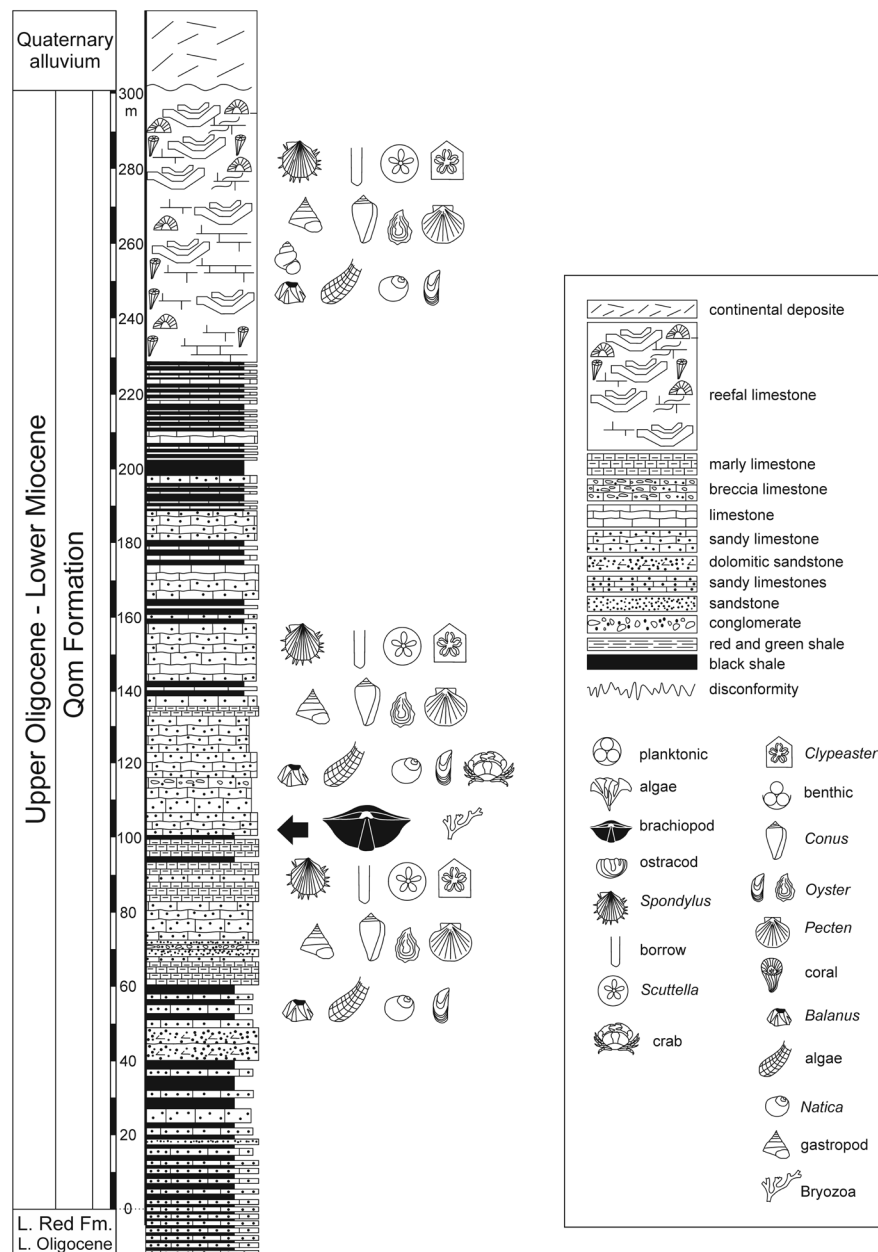 Quaternary
alluvium
300
m
280
260
240
220
200
180
160
140
120
100
80
60
40
20
0
Upper Oligocene - Lower Miocene
Qom Formation
L. Red Fm.
L. Oligocene
continental deposite
reefal limestone
marly limestone
breccia limestone
limestone
sandy limestone
dolomitic sandstone
sandy limestones
sandstone
conglomerate
red and green shale
black shale
disconformity
planktonic
algae
brachiopod
ostracod
Spondylus
borrow
Scuttella
crab
Clypeaster
benthic
Conus
Oyster
Pecten
coral
Balanus
algae
Natica
gastropod
Bryozoa